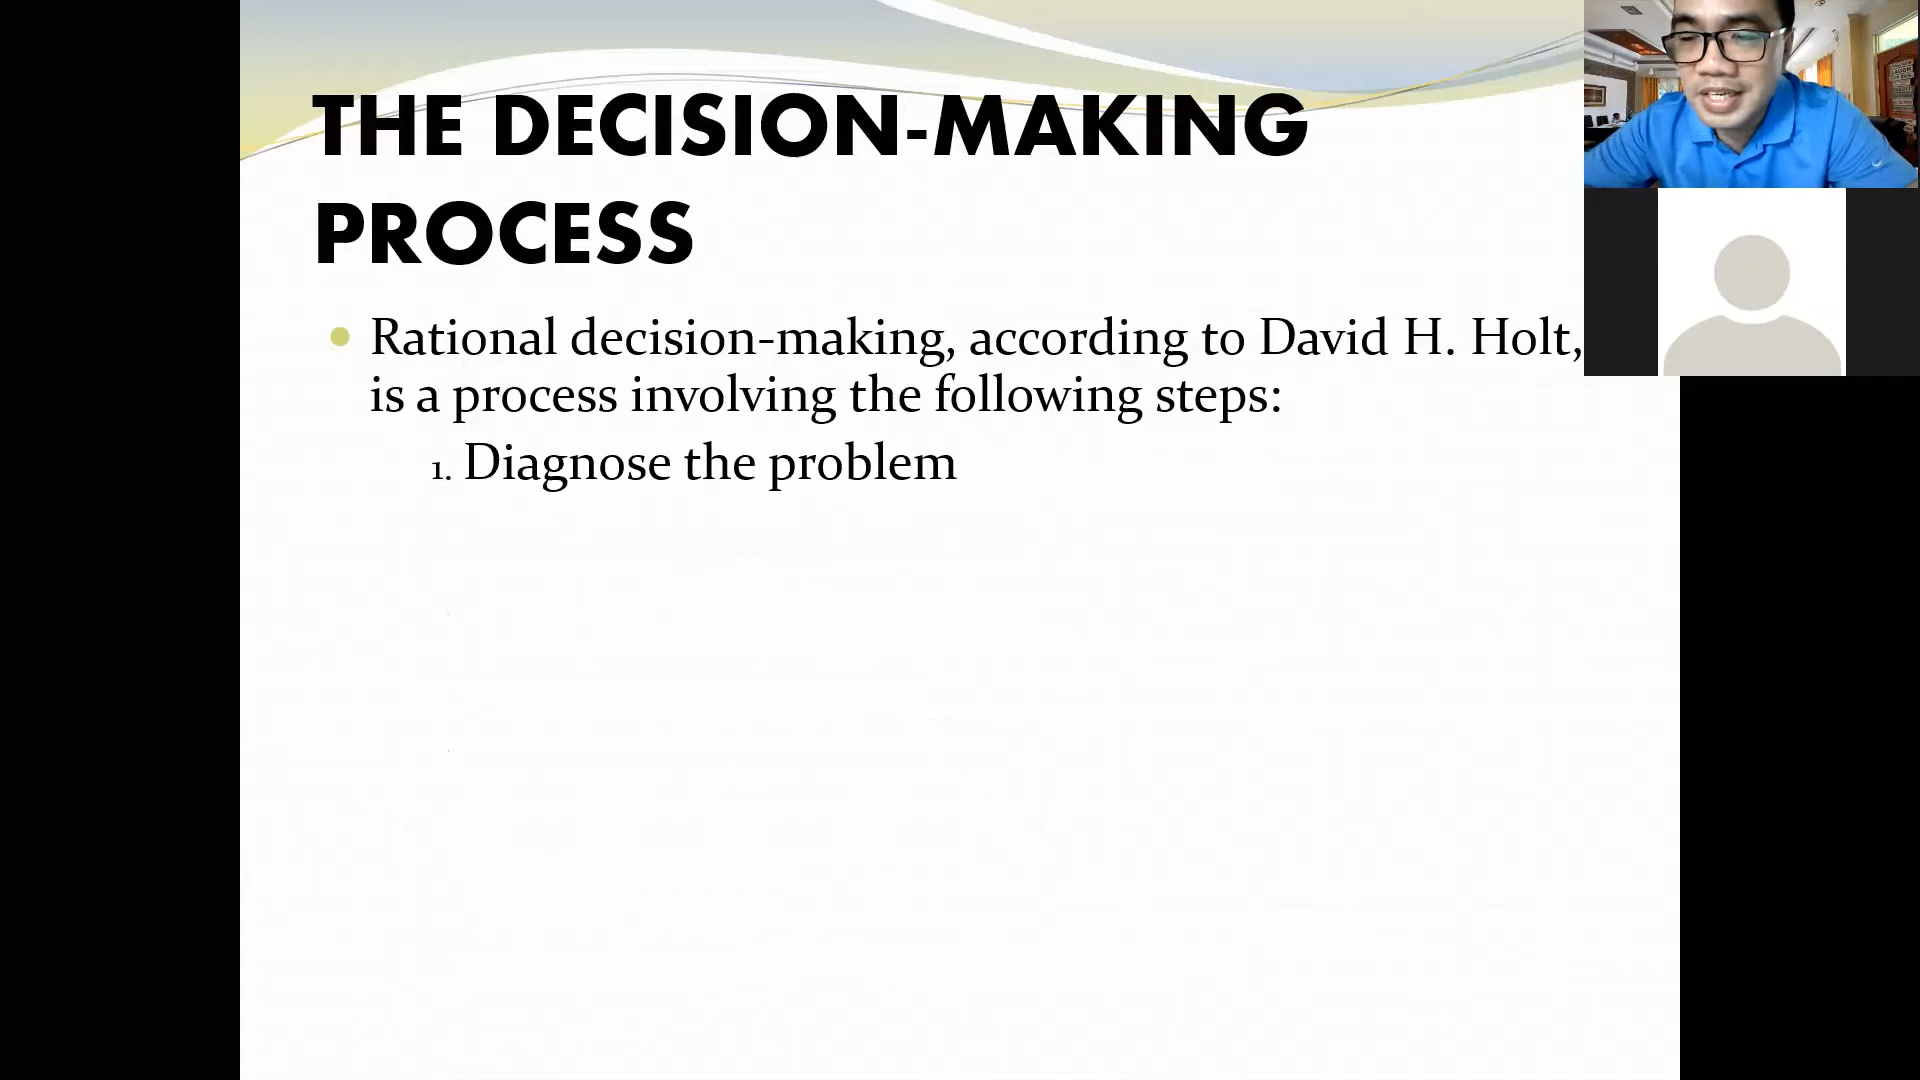 THE DECISION-MAKING
PROCESS
Rational decision-making, according to David H. Holt,
is a process involving the following steps:
1. Diagnose the problem